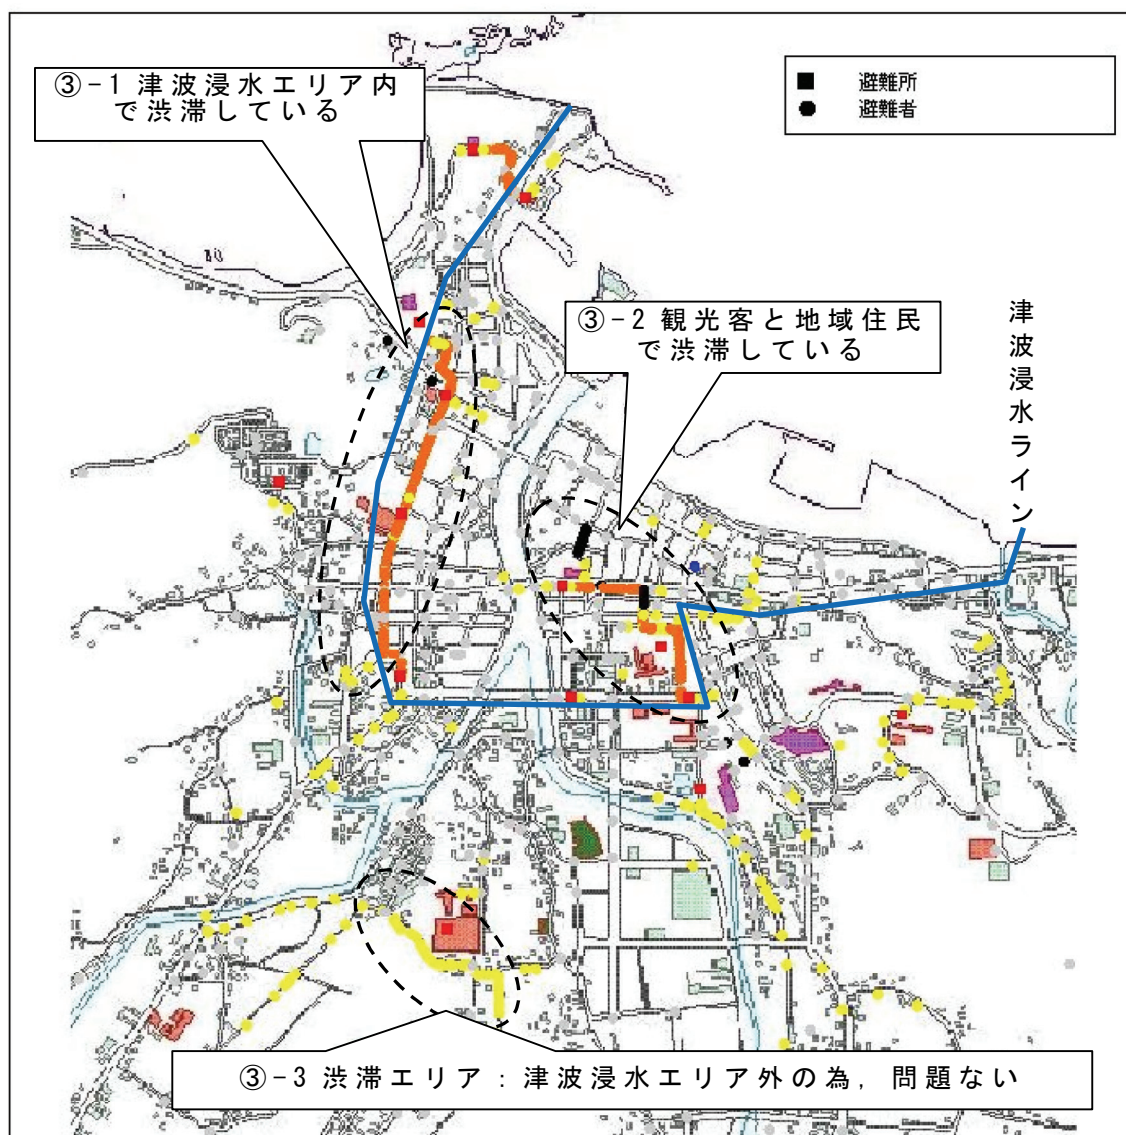 ③-1 津波浸水エリア内
で渋滞している
■ 避難所
● 避難者
③-2 観光客と地域住民
で渋滞している
津波浸水ライン
③-3 渋滞エリア：津波浸水エリア外の為，問題ない